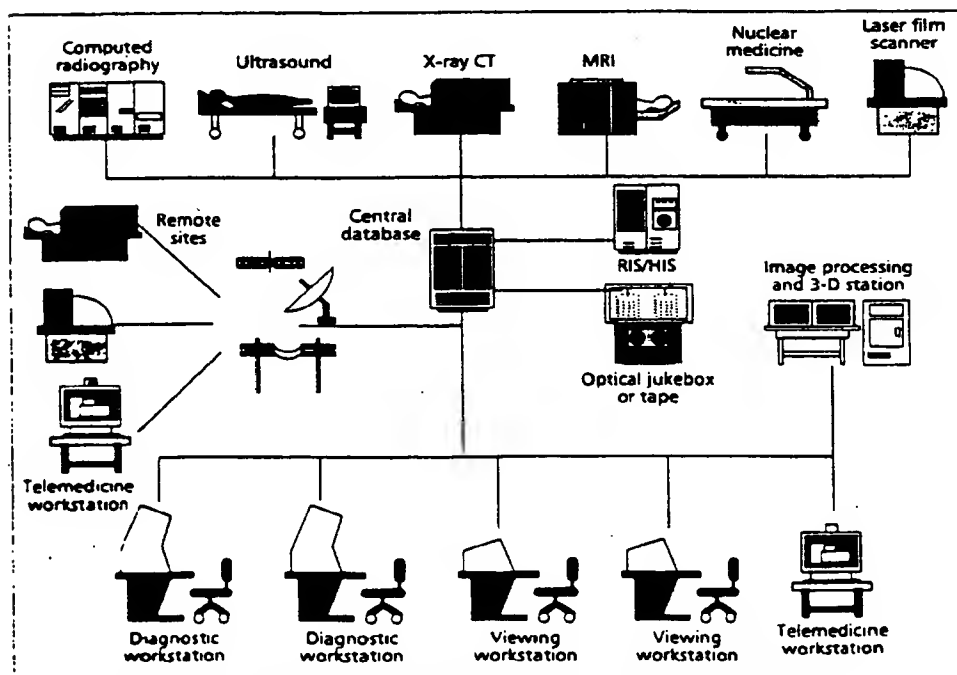 Computed
radiography
Ultrasound
X-ray CT
MRI
Nuclear
medicine
Laser film
scanner
Remote
sites
Central
database
RIS/HIS
Image processing
and 3-D station
Optical jukebox
or tape
Telemedicine
workstation
Diagnostic
workstation
Diagnostic
workstation
Viewing
workstation
Viewing
workstation
Telemedicine
workstation